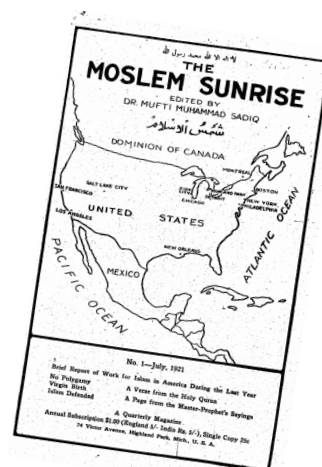 لا اله الا الله محمد رسول الله
THE
MOSLEM SUNRISE
EDITED BY
DR. MUFTI MUHAMMAD SADIQ
شمس الاسلام
DOMINION OF CANADA
MONTREAL
BOSTON
SALT LAKE CITY
HIGHLAND PARK
DETROIT
NEW YORK
SAN FRANCISCO
CHICAGO
PHILADELPHIA
UNITED STATES
LOS ANGELES
NEW ORLEANS
ATLANTIC OCEAN
PACIFIC OCEAN
MEXICO
No. 1—July, 1921
Brief Report of Work for Islam in America During the Last Year
No Polygamy A Verse from the Holy Quran
Virgin Birth A Page from the Master-Prophet's Sayings
Islam Defended
A Quarterly Magazine
Annual Subscription $1.00 (England 5/- India Rs. 5/-), Single Copy 25c
74 Victor Avenue, Highland Park, Mich., U. S. A.